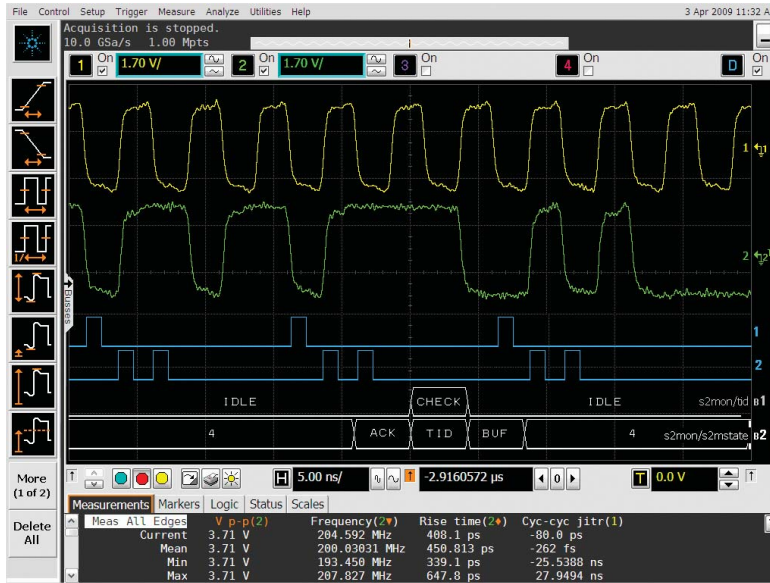 File Control Setup Trigger Measure Analyze Utilities Help 3 Apr 2009 11:32 A
Acquisition is stopped.
10.0 GSa/s 1.00 Mpts
1 On 1.70 V/ 2 On 1.70 V/ 3 On 4 On D On
1 1
2 2
Busses
1
2
IDLE CHECK IDLE s2mon/tid B1
4 ACK TID BUF 4 s2mon/s2mstate B2
More
(1 of 2)
Delete
All
H 5.00 ns/ -2.9160572 µs 0 T 0.0 V
Measurements Markers Logic Status Scales
Meas All Edges V p-p(2) Frequency(2▼) Rise time(2♦) Cyc-cyc jitr(1)
Current 3.71 V 204.592 MHz 408.1 ps -80.0 ps
Mean 3.71 V 200.03031 MHz 450.813 ps -262 fs
Min 3.71 V 193.450 MHz 339.1 ps -25.5388 ns
Max 3.71 V 207.827 MHz 647.8 ps 27.9494 ns